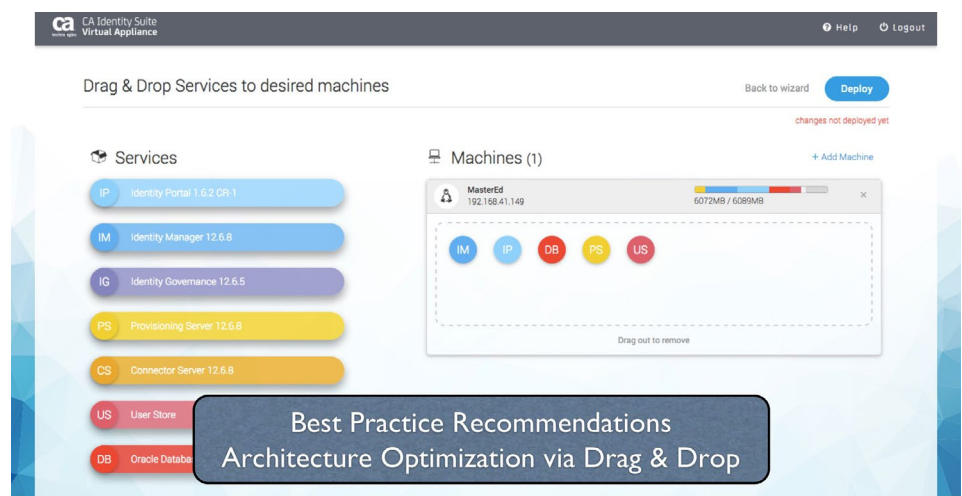 ca
technologies
CA Identity Suite
Virtual Appliance
Help
Logout
Drag & Drop Services to desired machines
Back to wizard
Deploy
changes not deployed yet
Services
Machines (1)
+ Add Machine
IP Identity Portal 1.6.2 CR-1
IM Identity Manager 12.6.8
IG Identity Governance 12.6.5
PS Provisioning Server 12.6.8
CS Connector Server 12.6.8
US User Store
DB Oracle Databa
MasterEd
192.168.41.149
6072MB / 6089MB
×
IM IP DB PS US
Drag out to remove
Best Practice Recommendations
Architecture Optimization via Drag & Drop